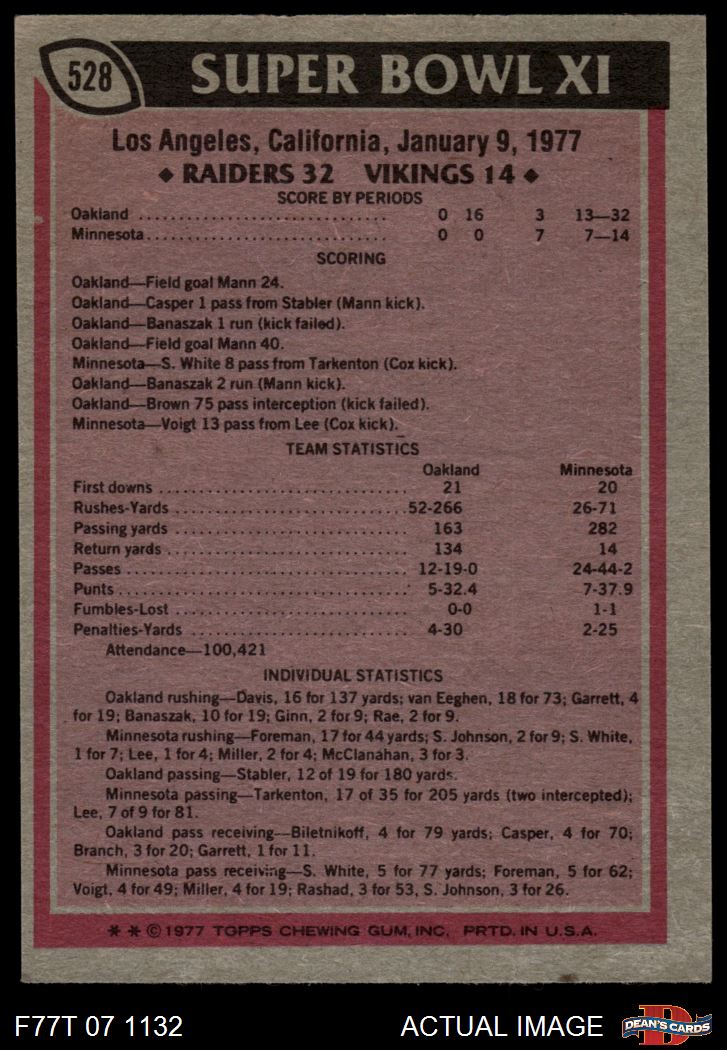 528
SUPER BOWL XI
Los Angeles, California, January 9, 1977
◆ RAIDERS 32 VIKINGS 14 ◆
SCORE BY PERIODS
Oakland .............................. 0 16 3 13—32
Minnesota.............................. 0 0 7 7—14
SCORING
Oakland—Field goal Mann 24.
Oakland—Casper 1 pass from Stabler (Mann kick).
Oakland—Banaszak 1 run (kick failed).
Oakland—Field goal Mann 40.
Minnesota—S. White 8 pass from Tarkenton (Cox kick).
Oakland—Banaszak 2 run (Mann kick).
Oakland—Brown 75 pass interception (kick failed).
Minnesota—Voigt 13 pass from Lee (Cox kick).
TEAM STATISTICS
Oakland Minnesota
First downs .............................. 21 20
Rushes-Yards ............................ 52-266 26-71
Passing yards ............................ 163 282
Return yards ............................. 134 14
Passes ................................... 12-19-0 24-44-2
Punts .................................... 5-32.4 7-37.9
Fumbles-Lost ............................ 0-0 1-1
Penalties-Yards .......................... 4-30 2-25
Attendance—100,421
INDIVIDUAL STATISTICS
Oakland rushing—Davis, 16 for 137 yards; van Eeghen, 18 for 73; Garrett, 4
for 19; Banaszak, 10 for 19; Ginn, 2 for 9; Rae, 2 for 9.
Minnesota rushing—Foreman, 17 for 44 yards; S. Johnson, 2 for 9; S. White,
1 for 7; Lee, 1 for 4; Miller, 2 for 4; McClanahan, 3 for 3.
Oakland passing—Stabler, 12 of 19 for 180 yards.
Minnesota passing—Tarkenton, 17 of 35 for 205 yards (two intercepted);
Lee, 7 of 9 for 81.
Oakland pass receiving—Biletnikoff, 4 for 79 yards; Casper, 4 for 70;
Branch, 3 for 20; Garrett, 1 for 11.
Minnesota pass receiving—S. White, 5 for 77 yards; Foreman, 5 for 62;
Voigt, 4 for 49; Miller, 4 for 19; Rashad, 3 for 53, S. Johnson, 3 for 26.
* * © 1977 TOPPS CHEWING GUM, INC. PRTD. IN U.S.A.
F77T 07 1132 ACTUAL IMAGE D DEAN'S CARDS